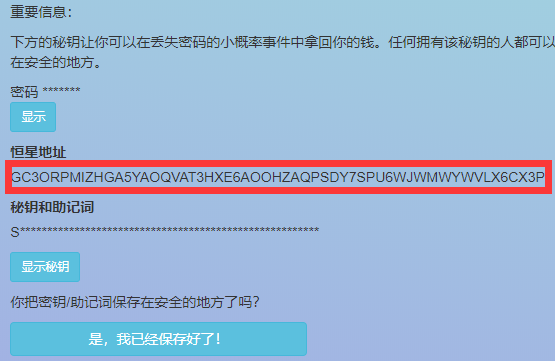 重要信息：
下方的秘钥让你可以在丢失密码的小概率事件中拿回你的钱。任何拥有该秘钥的人都可以
在安全的地方。
密码 *******
显示
恒星地址
GC3ORPMIZHGA5YAOQVAT3HXE6AOOHZAQPSDY7SPU6WJWMWYWVLX6CX3P
秘钥和助记词
S*******************************************************
显示秘钥
你把密钥/助记词保存在安全的地方了吗？
是，我已经保存好了！